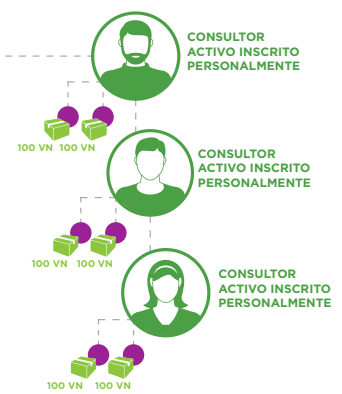 CONSULTOR
ACTIVO INSCRITO
PERSONALMENTE
100 VN 100 VN
CONSULTOR
ACTIVO INSCRITO
PERSONALMENTE
100 VN 100 VN
CONSULTOR
ACTIVO INSCRITO
PERSONALMENTE
100 VN 100 VN